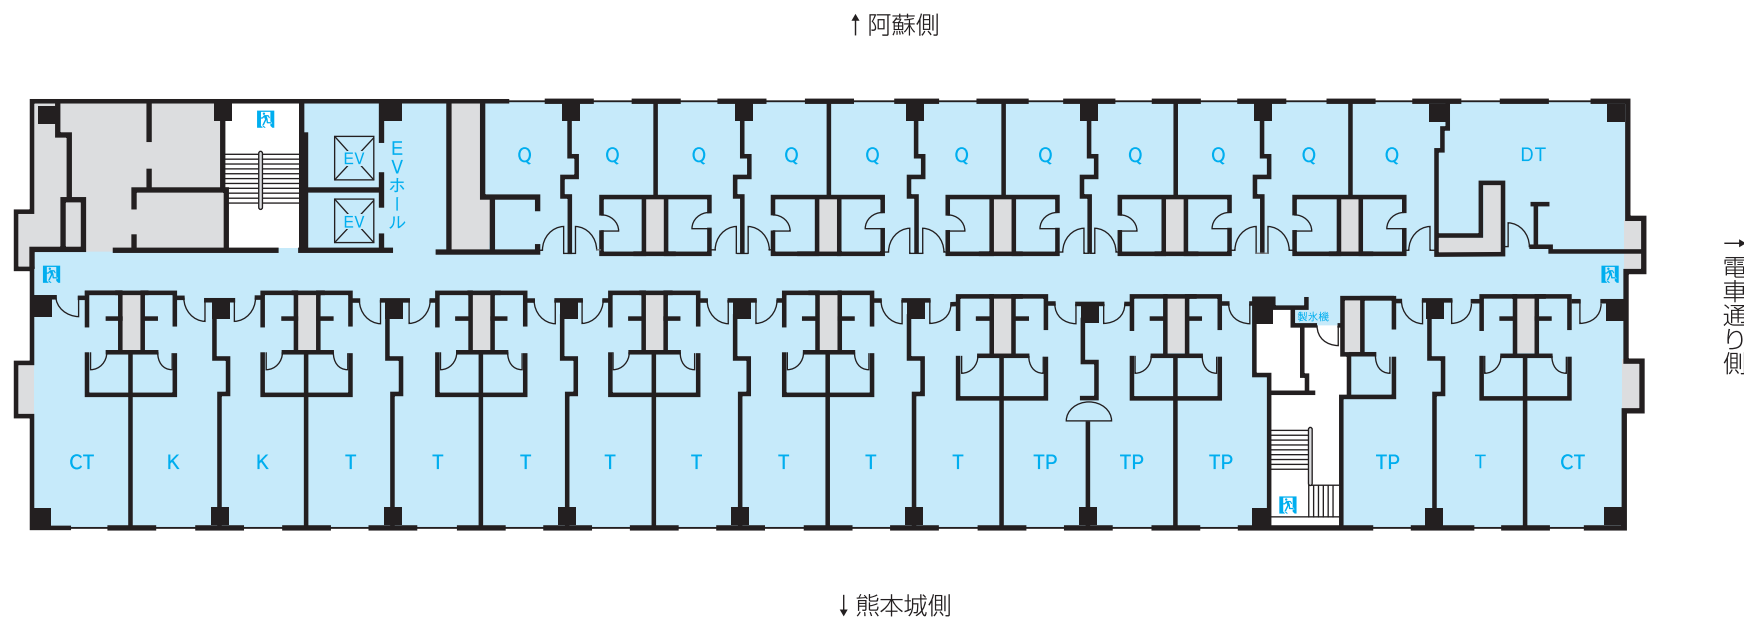 ↑ 阿蘇側
EV
EVホール
Q Q Q Q Q Q Q Q Q Q Q DT
EV
→ 電車通り側
製氷機
CT K K T T T T T T T T TP TP TP TP T CT
↓ 熊本城側